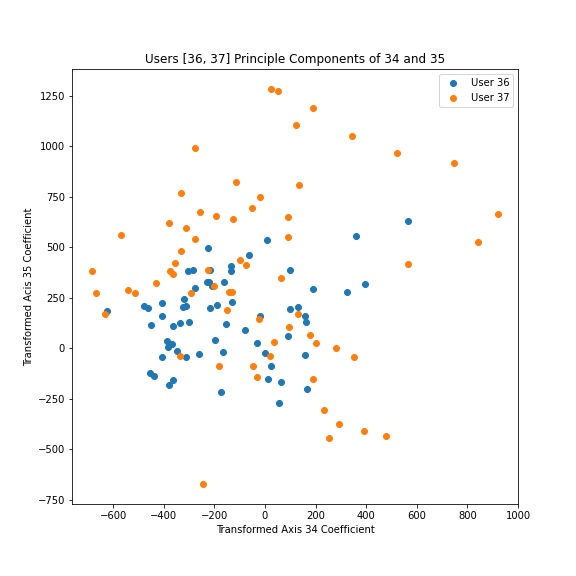 Users [36, 37] Principle Components of 34 and 35
User 36
User 37
1250
1000
750
500
250
0
−250
−500
−750
Transformed Acis 35 Coefficient
−600 −400 −200 0 200 400 600 800 1000
Transformed Axis 34 Coefficient